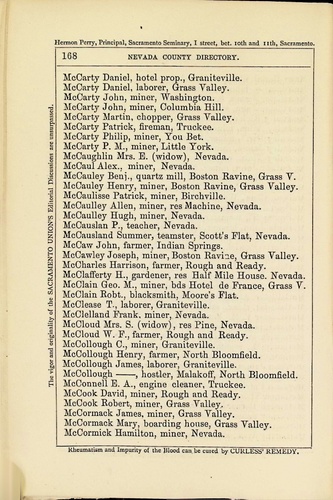 Hermon Perry, Principal, Sacramento Seminary, I street, bet. 10th and 11th, Sacramento.
168 NEVADA COUNTY DIRECTORY.
McCarty Daniel, hotel prop., Graniteville.
McCarty Daniel, laborer, Grass Valley.
McCarty John, miner, Washington.
McCarty John, miner, Columbia Hill.
McCarty Martin, chopper, Grass Valley.
McCarty Patrick, fireman, Truckee.
McCarty Philip, miner, You Bet.
McCarty P. M., miner, Little York.
McCaughlin Mrs. E. (widow), Nevada.
McCaul Alex., miner, Nevada.
McCauley Benj., quartz mill, Boston Ravine, Grass V.
McCauley Henry, miner, Boston Ravine, Grass Valley.
McCaulisse Patrick, miner, Birchville.
McCaulley Allen, miner, res Machine, Nevada.
McCaulley Hugh, miner, Nevada.
McCauslan P., teacher, Nevada.
McCausland Summer, teamster, Scott's Flat, Nevada.
McCaw John, farmer, Indian Springs.
McCawley Joseph, miner, Boston Ravine, Grass Valley.
McCharles Harrison, farmer, Rough and Ready.
McClafferty H., gardener, res Half Mile House. Nevada.
McClain Geo. M., miner, bds Hotel de France, Grass V.
McClain Robt., blacksmith, Moore's Flat.
McClease T., laborer, Graniteville.
McClelland Frank. miner, Nevada.
McCloud Mrs. S. (widow), res Pine, Nevada.
McCloud W. F., farmer, Rough and Ready.
McCollough C., miner, Graniteville.
McCollough Henry, farmer, North Bloomfield.
McCollough James, laborer, Graniteville.
McCollough ——, hostler, Malakoff, North Bloomfield.
McConnell E. A., engine cleaner, Truckee.
McCook David, miner, Rough and Ready.
McCook Robert, miner, Grass Valley.
McCormack James, miner, Grass Valley.
McCormack Mary, boarding house, Grass Valley.
McCormick Hamilton, miner, Nevada.
Rheumatism and Impurity of the Blood can be cured by CURLESS' REMEDY.
The vigor and originality of the SACRAMENTO UNION'S Editorial Discussions are unsurpassed.